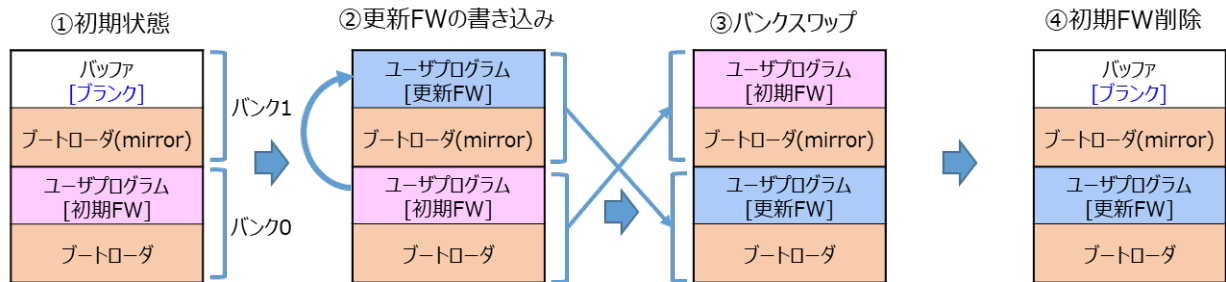 ①初期状態
バッファ
[ブランク]
ブートローダ(mirror)
ユーザプログラム
[初期FW]
ブートローダ
バンク1
バンク0
②更新FWの書き込み
ユーザプログラム
[更新FW]
ブートローダ(mirror)
ユーザプログラム
[初期FW]
ブートローダ
③バンクスワップ
ユーザプログラム
[初期FW]
ブートローダ(mirror)
ユーザプログラム
[更新FW]
ブートローダ
④初期FW削除
バッファ
[ブランク]
ブートローダ(mirror)
ユーザプログラム
[更新FW]
ブートローダ